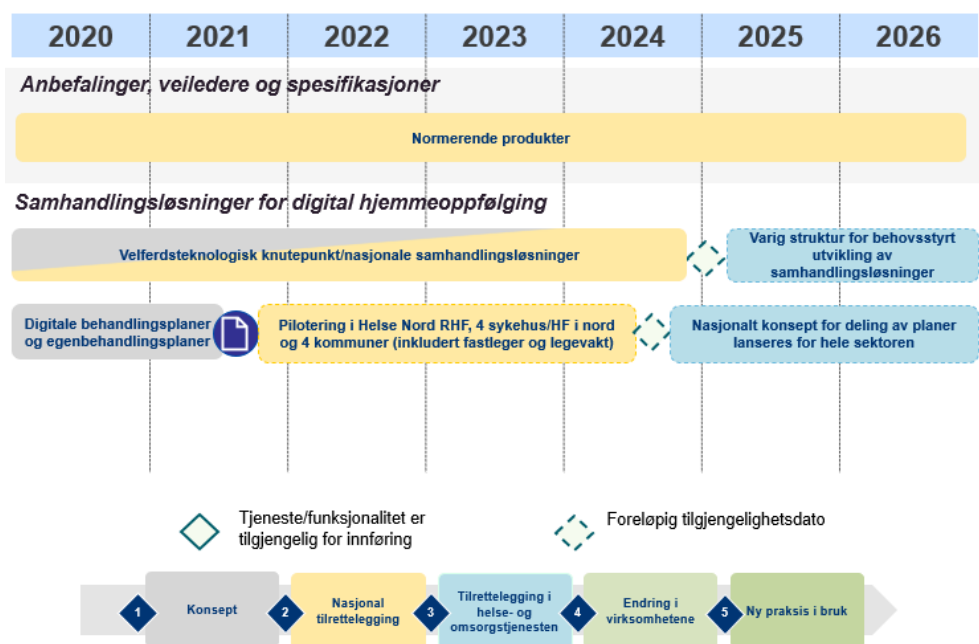 2020 2021 2022 2023 2024 2025 2026
Anbefalinger, veiledere og spesifikasjoner
Normerende produkter
Samhandlingsløsninger for digital hjemmeoppfølging
Velferdsteknologisk knutepunkt/nasjonale samhandlingsløsninger
Varig struktur for behovsstyrt
utvikling av
samhandlingsløsninger
Digitale behandlingsplaner
og egenbehandlingsplaner
Pilotering i Helse Nord RHF, 4 sykehus/HF i nord
og 4 kommuner (inkludert fastleger og legevakt)
Nasjonalt konsept for deling av planer
lanseres for hele sektoren
Tjeneste/funksjonalitet er
tilgjengelig for innføring
Foreløpig tilgjengelighetsdato
1
Konsept
2
Nasjonal
tilrettelegging
3
Tilrettelegging i
helse- og
omsorgstjenesten
4
Endring i
virksomhetene
5
Ny praksis i bruk